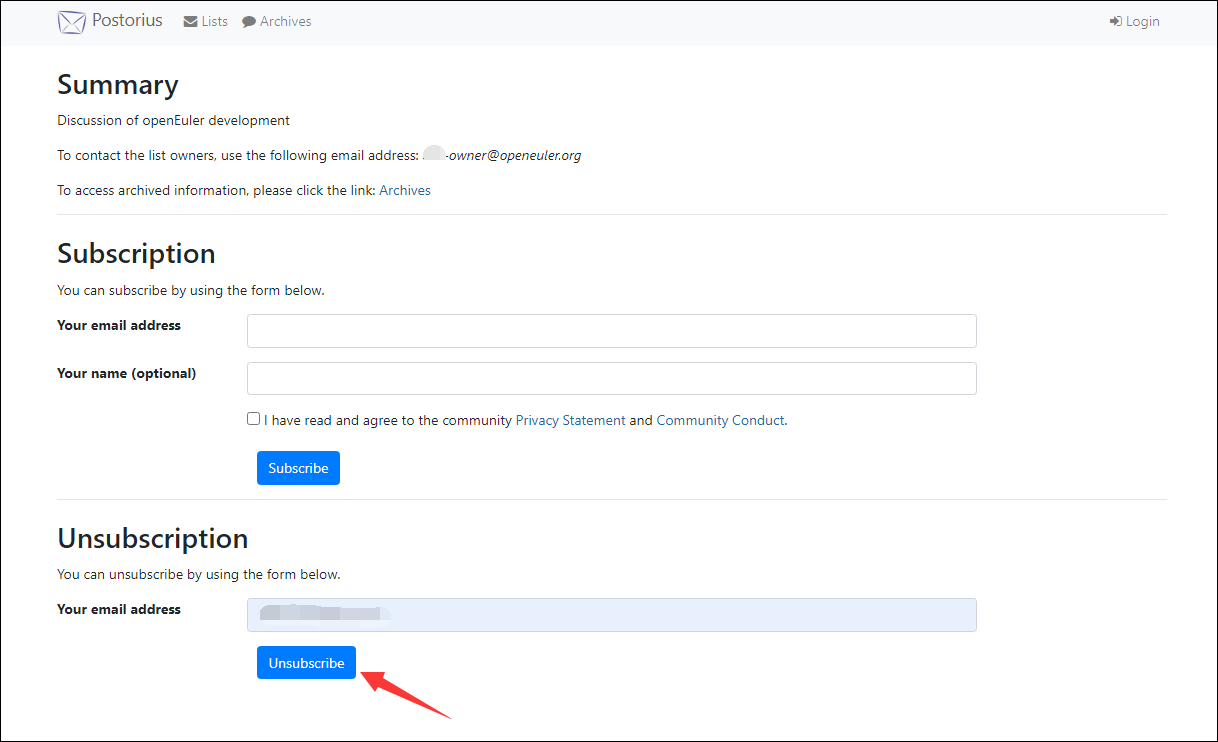 Postorius Lists Archives Login
Summary
Discussion of openEuler development
To contact the list owners, use the following email address: -owner@openeuler.org
To access archived information, please click the link: Archives
Subscription
You can subscribe by using the form below.
Your email address
Your name (optional)
I have read and agree to the community Privacy Statement and Community Conduct.
Subscribe
Unsubscription
You can unsubscribe by using the form below.
Your email address
Unsubscribe